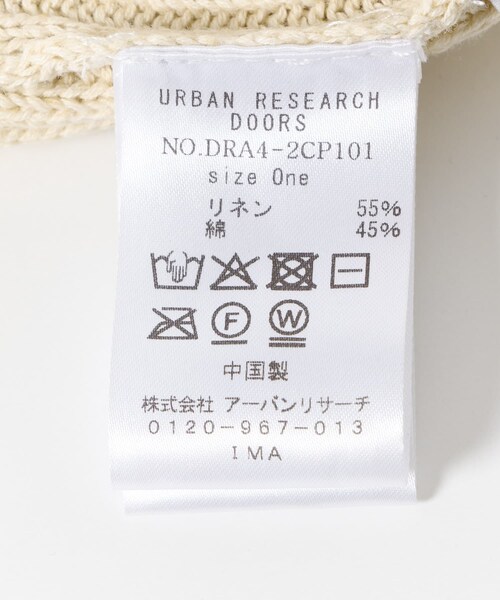 URBAN RESEARCH
DOORS
NO.DRA4-2CP101
size One
リネン 55%
綿 45%
F W
中国製
株式会社 アーバンリサーチ
0120-967-013
IMA